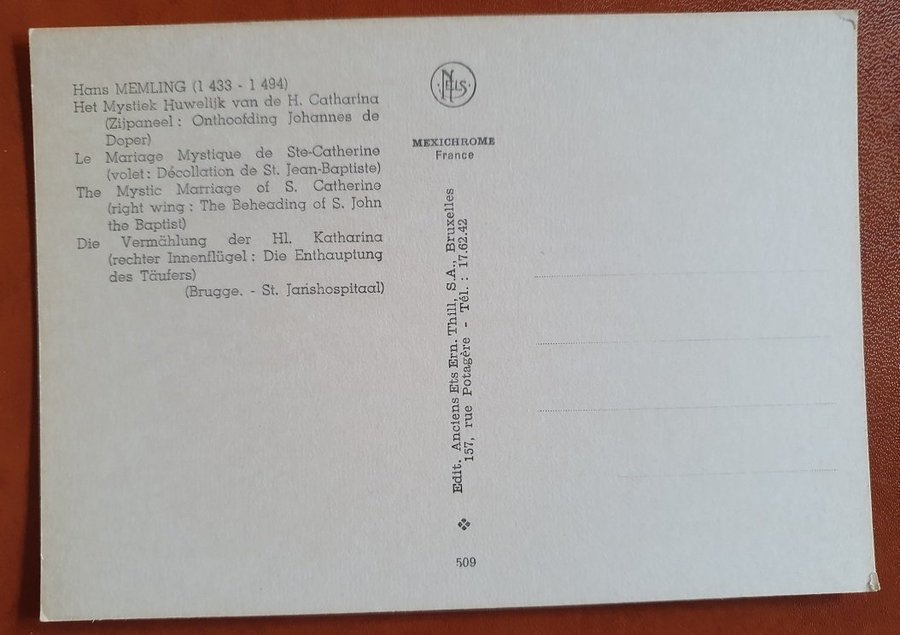 Hans MEMLING (1 433 - 1 494)
Het Mystiek Huwelijk van de H. Catharina
(Zijpaneel : Onthoofding Johannes de
Doper)
Le Mariage Mystique de Ste-Catherine
(volet : Décollation de St. Jean-Baptiste)
The Mystic Marriage of S. Catherine
(right wing : The Beheading of S. John
the Baptist)
Die Vermählung der Hl. Katharina
(rechter Innenflügel : Die Enthauptung
des Täufers)
(Brugge. - St. Janshospitaal)
NELS
MEXICHROME
France
Edit. Anciens Ets Ern. Thill, S.A., Bruxelles
157, rue Potagère - Tél. : 17.62.42
509